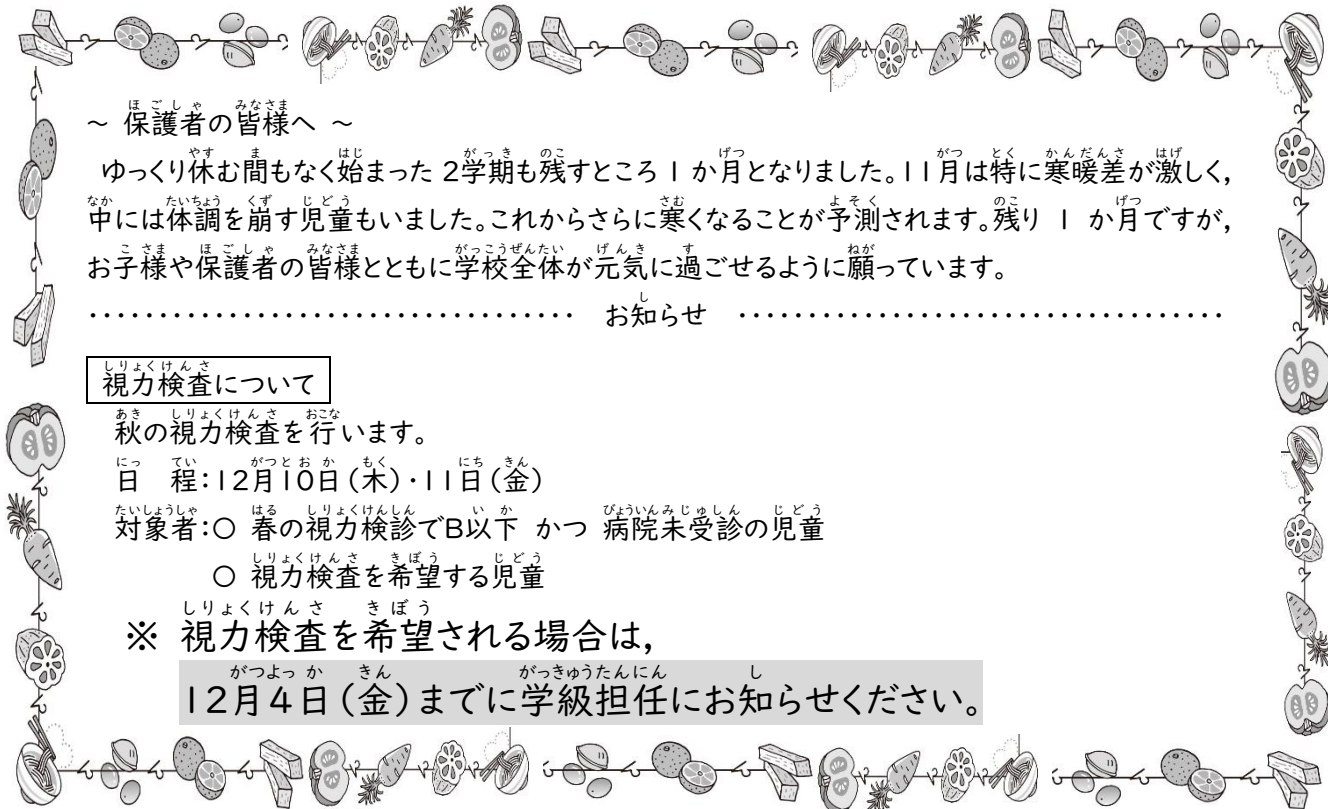 ～ 保護者の皆様へ ～
ゆっくり休む間もなく始まった 2学期も残すところ 1 か月となりました。11月は特に寒暖差が激しく,
中には体調を崩す児童もいました。これからさらに寒くなることが予測されます。残り 1 か月ですが,
お子様や保護者の皆様とともに学校全体が元気に過ごせるように願っています。
・・・・・・・・・・・・・・・・・・・・・・・・・・・・・・・・・・・ お知らせ ・・・・・・・・・・・・・・・・・・・・・・・・・・・・・・・・・・・
視力検査について
秋の視力検査を行います。
日　程:12月10日(木)・11日(金)
対象者:○ 春の視力検診でB以下 かつ 病院未受診の児童
○ 視力検査を希望する児童
※ 視力検査を希望される場合は,
12月4日(金)までに学級担任にお知らせください。